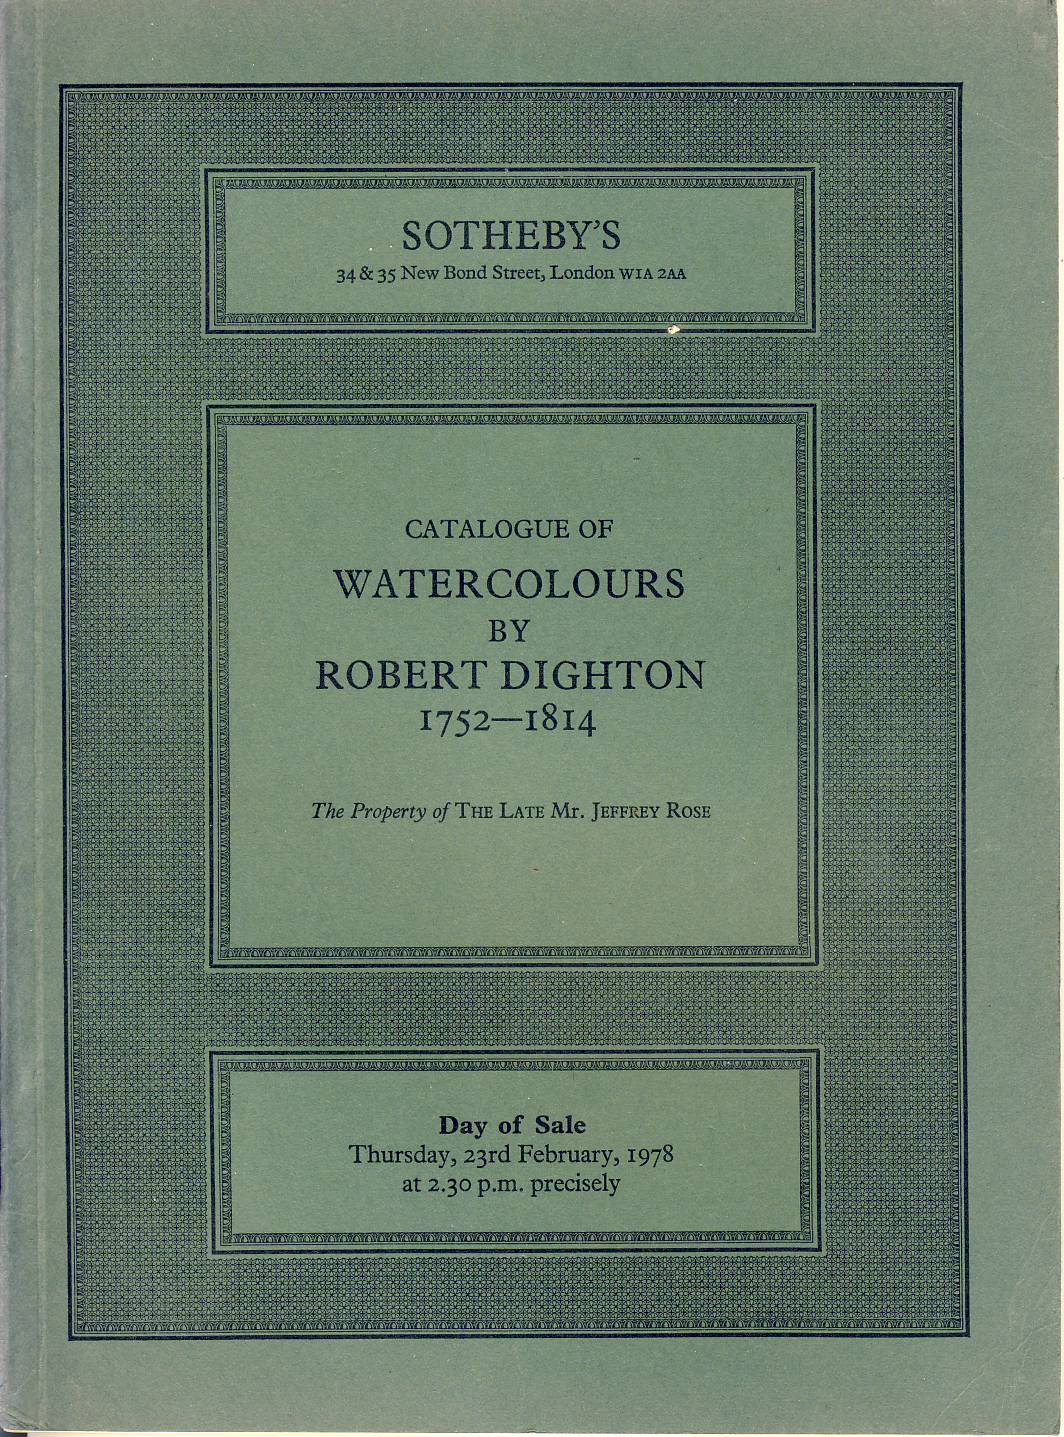 SOTHEBY'S
34 & 35 New Bond Street, London W1A 2AA
CATALOGUE OF
WATERCOLOURS
BY
ROBERT DIGHTON
1752—1814
The Property of THE LATE Mr. JEFFREY ROSE
Day of Sale
Thursday, 23rd February, 1978
at 2.30 p.m. precisely